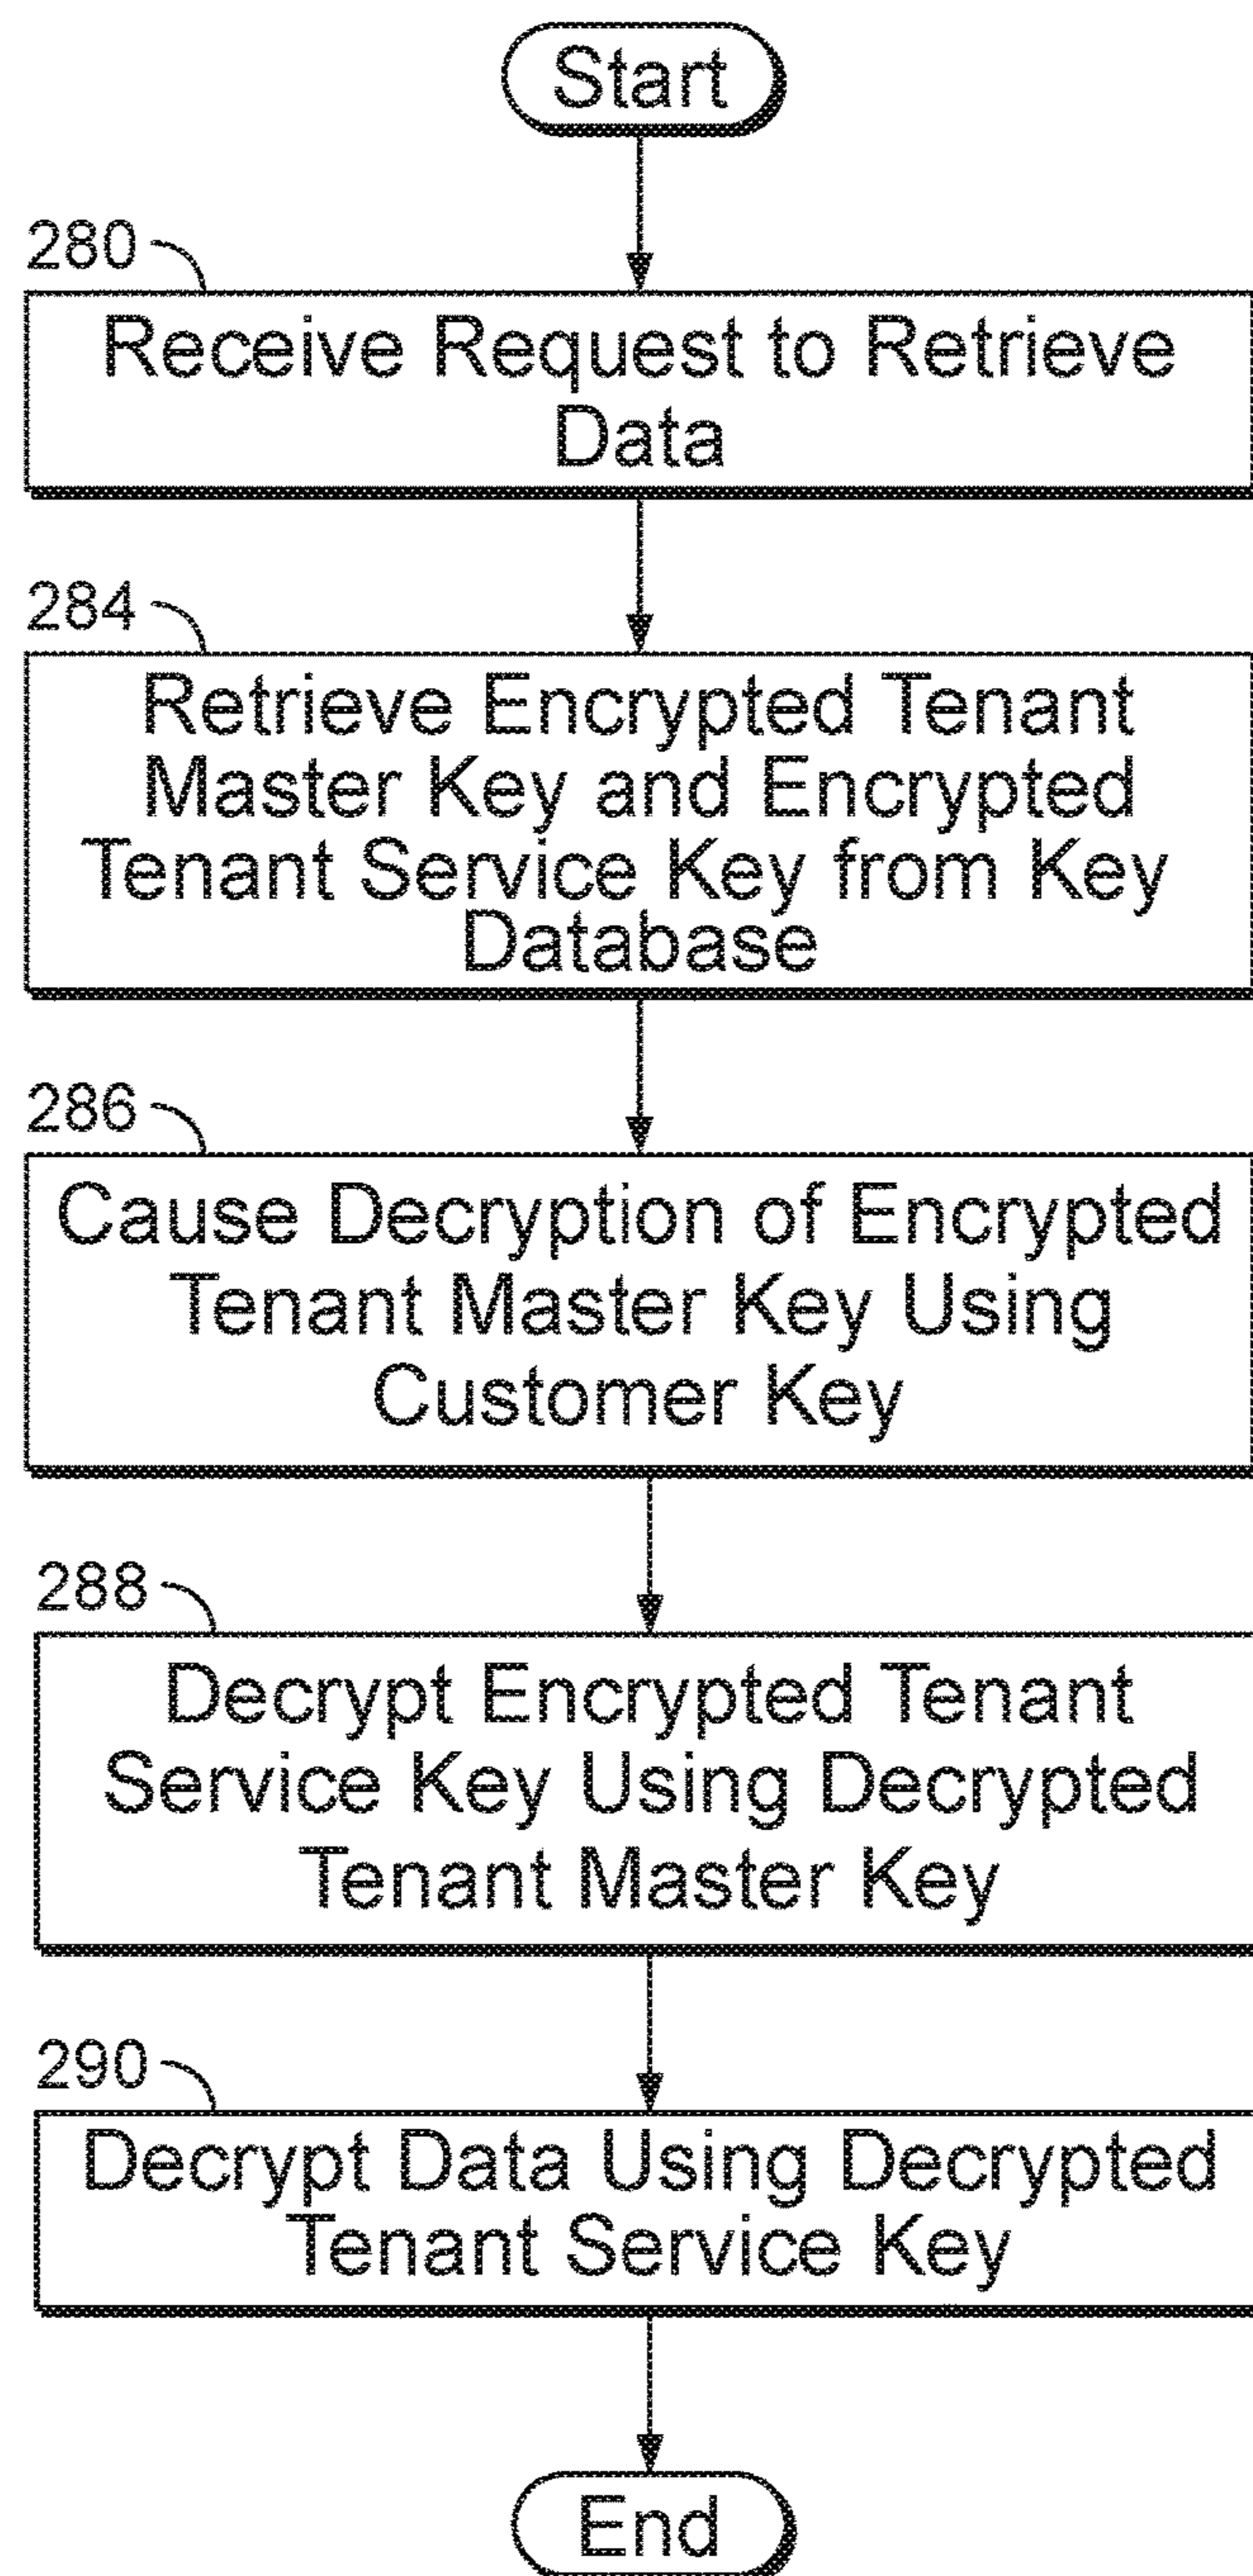 Start
280
Receive Request to Retrieve
Data
284
Retrieve Encrypted Tenant
Master Key and Encrypted
Tenant Service Key from Key
Database
286
Cause Decryption of Encrypted
Tenant Master Key Using
Customer Key
288
Decrypt Encrypted Tenant
Service Key Using Decrypted
Tenant Master Key
290
Decrypt Data Using Decrypted
Tenant Service Key
End